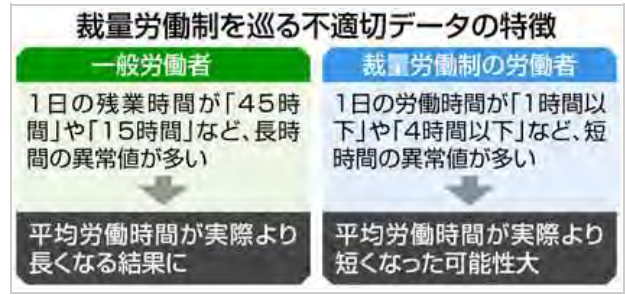 裁量労働制を巡る不適切データの特徴
一般労働者
1日の残業時間が「45時
間」や「15時間」など、長時
間の異常値が多い
平均労働時間が実際より
長くなる結果に
裁量労働制の労働者
1日の労働時間が「1時間以
下」や「4時間以下」など、短
時間の異常値が多い
平均労働時間が実際より
短くなった可能性大